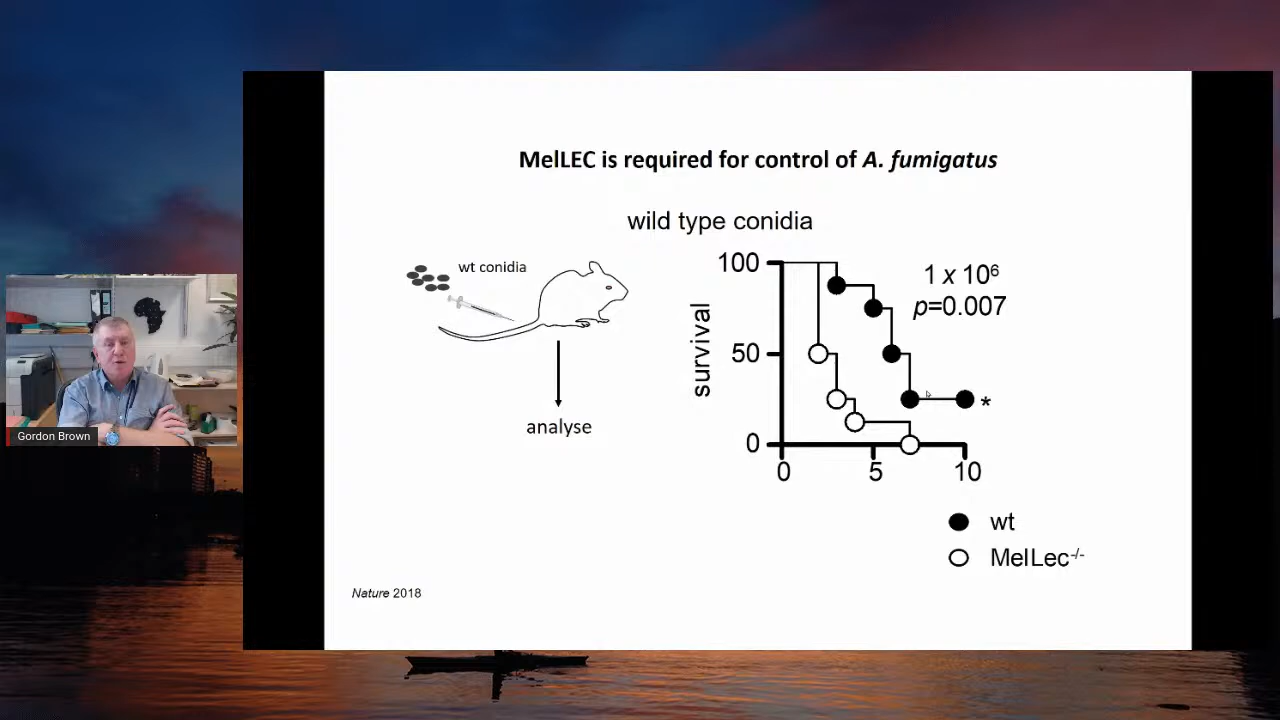 MelLEC is required for control of A. fumigatus
wild type conidia
wt conidia
analyse
survival
100
50
0
0
5
10
1 x 10⁶
p=0.007
*
wt
MelLec-/-
Nature 2018
Gordon Brown